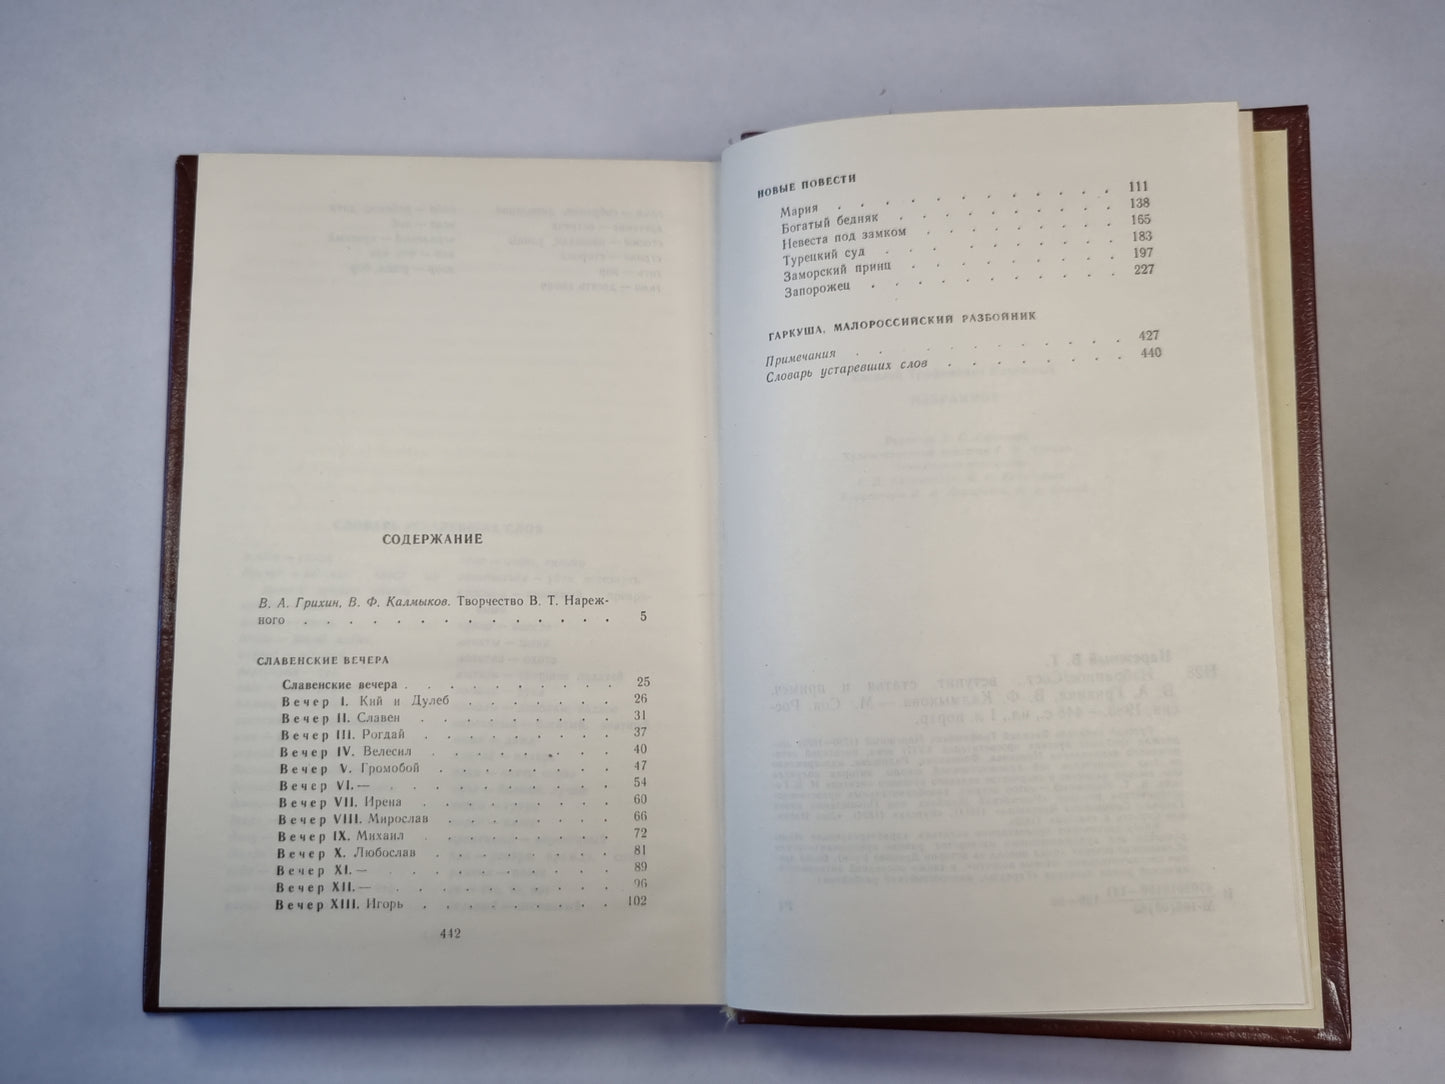 СОДЕРЖАНИЕ
В. А. Грихин, В. Ф. Калмыков. Творчество В. Т. Нареж-
ного . . . . . . . . . . . . . . 5
СЛАВЕНСКИЕ ВЕЧЕРА
Славенские вечера . . . . . . . . 25
Вечер I. Кий и Дулеб . . . . . . 26
Вечер II. Славен . . . . . . . 31
Вечер III. Рогдай . . . . . . . 37
Вечер IV. Велесил . . . . . . . 40
Вечер V. Громобой . . . . . . . 47
Вечер VI. — . . . . . . . . 54
Вечер VII. Ирена . . . . . . . 60
Вечер VIII. Мирослав . . . . . . 66
Вечер IX. Михаил . . . . . . . 72
Вечер X. Любослав . . . . . . . 81
Вечер XI. — . . . . . . . . 89
Вечер XII. — . . . . . . . . 96
Вечер XIII. Игорь . . . . . . . 102
442
НОВЫЕ ПОВЕСТИ
Мария . . . . . . . . . . 111
Богатый бедняк . . . . . . . . 138
Невеста под замком . . . . . . . 165
Турецкий суд . . . . . . . . . 183
Заморский принц . . . . . . . . 197
Запорожец . . . . . . . . . 227
ГАРКУША, МАЛОРОССИЙСКИЙ РАЗБОЙНИК
Примечания . . . . . . . . . . 427
Словарь устаревших слов . . . . . . . 440